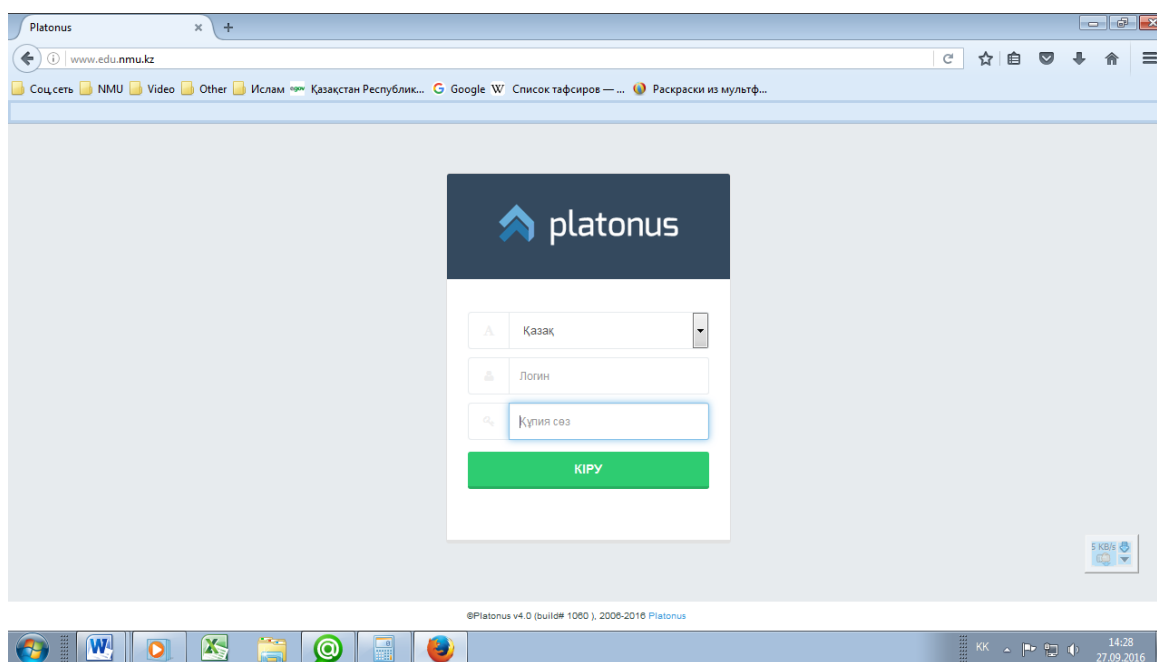 Platonus
www.edu.nmu.kz
Соц.сеть NMU Video Other Ислам egov Қазақстан Республик... Google W Список тафсиров — ... Раскраски из мультф...
platonus
Қазақ
Логин
Құпия сөз
КІРУ
5 KB/s
©Platonus v4.0 (build# 1060 ), 2006-2016 Platonus
KK 14:28
27.09.2016